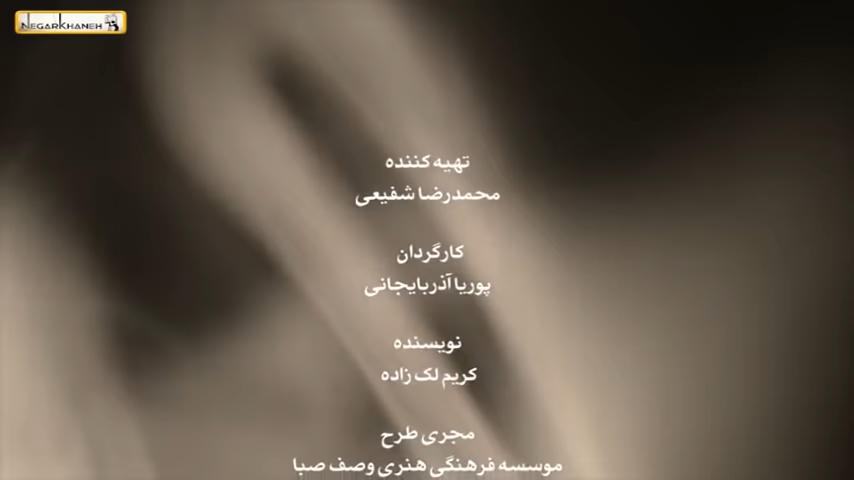 NEGARKHANEH
تهیه کننده
محمدرضا شفیعی
کارگردان
پوریا آذربایجانی
نویسنده
کریم لک زاده
مجری طرح
موسسه فرهنگی هنری وصف صبا